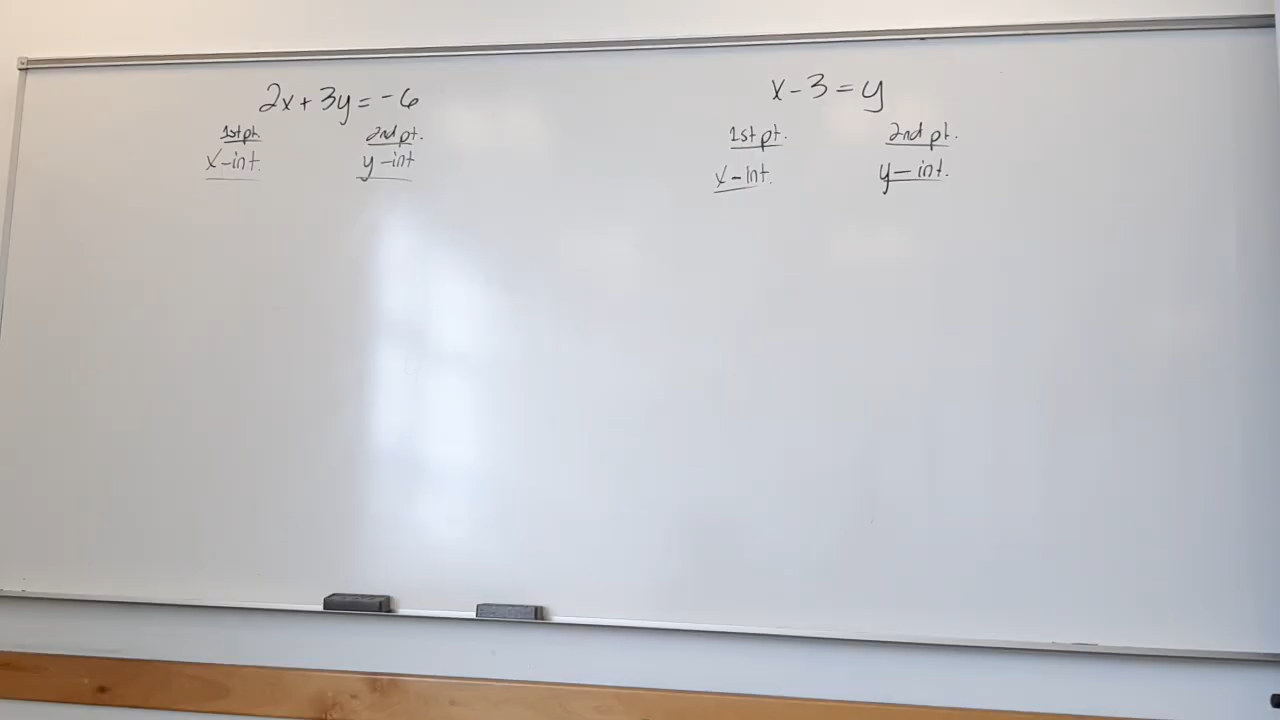 2x + 3y = -6
1st pt. 2nd pt.
x-int. y-int
x - 3 = y
1st pt. 2nd pt.
x-int. y-int.